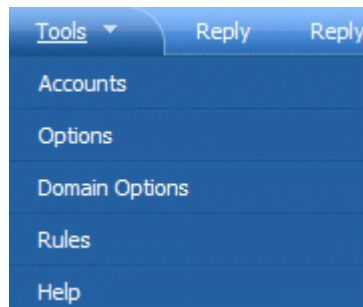 Tools Reply Reply
Accounts
Options
Domain Options
Rules
Help